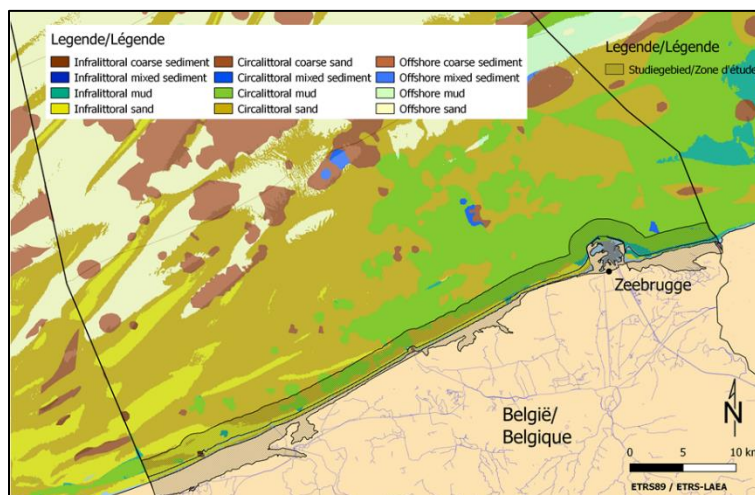 Legende/Légende
Infralittoral coarse sediment
Infralittoral mixed sediment
Infralittoral mud
Infralittoral sand
Circalittoral coarse sand
Circalittoral mixed sediment
Circalittoral mud
Circalittoral sand
Offshore coarse sediment
Offshore mixed sediment
Offshore mud
Offshore sand
Legende/Légende
Studiegebied/Zone d'étude
Zeebrugge
België/
Belgique
N
0 5 10 km
ETRS89 / ETRS-LAEA